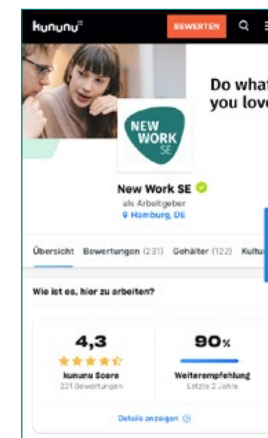 kununu
BEWERTEN
Do what
you love
NEW
WORK
SE
New Work SE
als Arbeitgeber
Hamburg, DE
Übersicht Bewertungen (231) Gehälter (122) Kultu
Wie ist es, hier zu arbeiten?
4,3 90%
kununu Score Weiterempfehlung
231 Bewertungen Letzte 2 Jahre
Details anzeigen